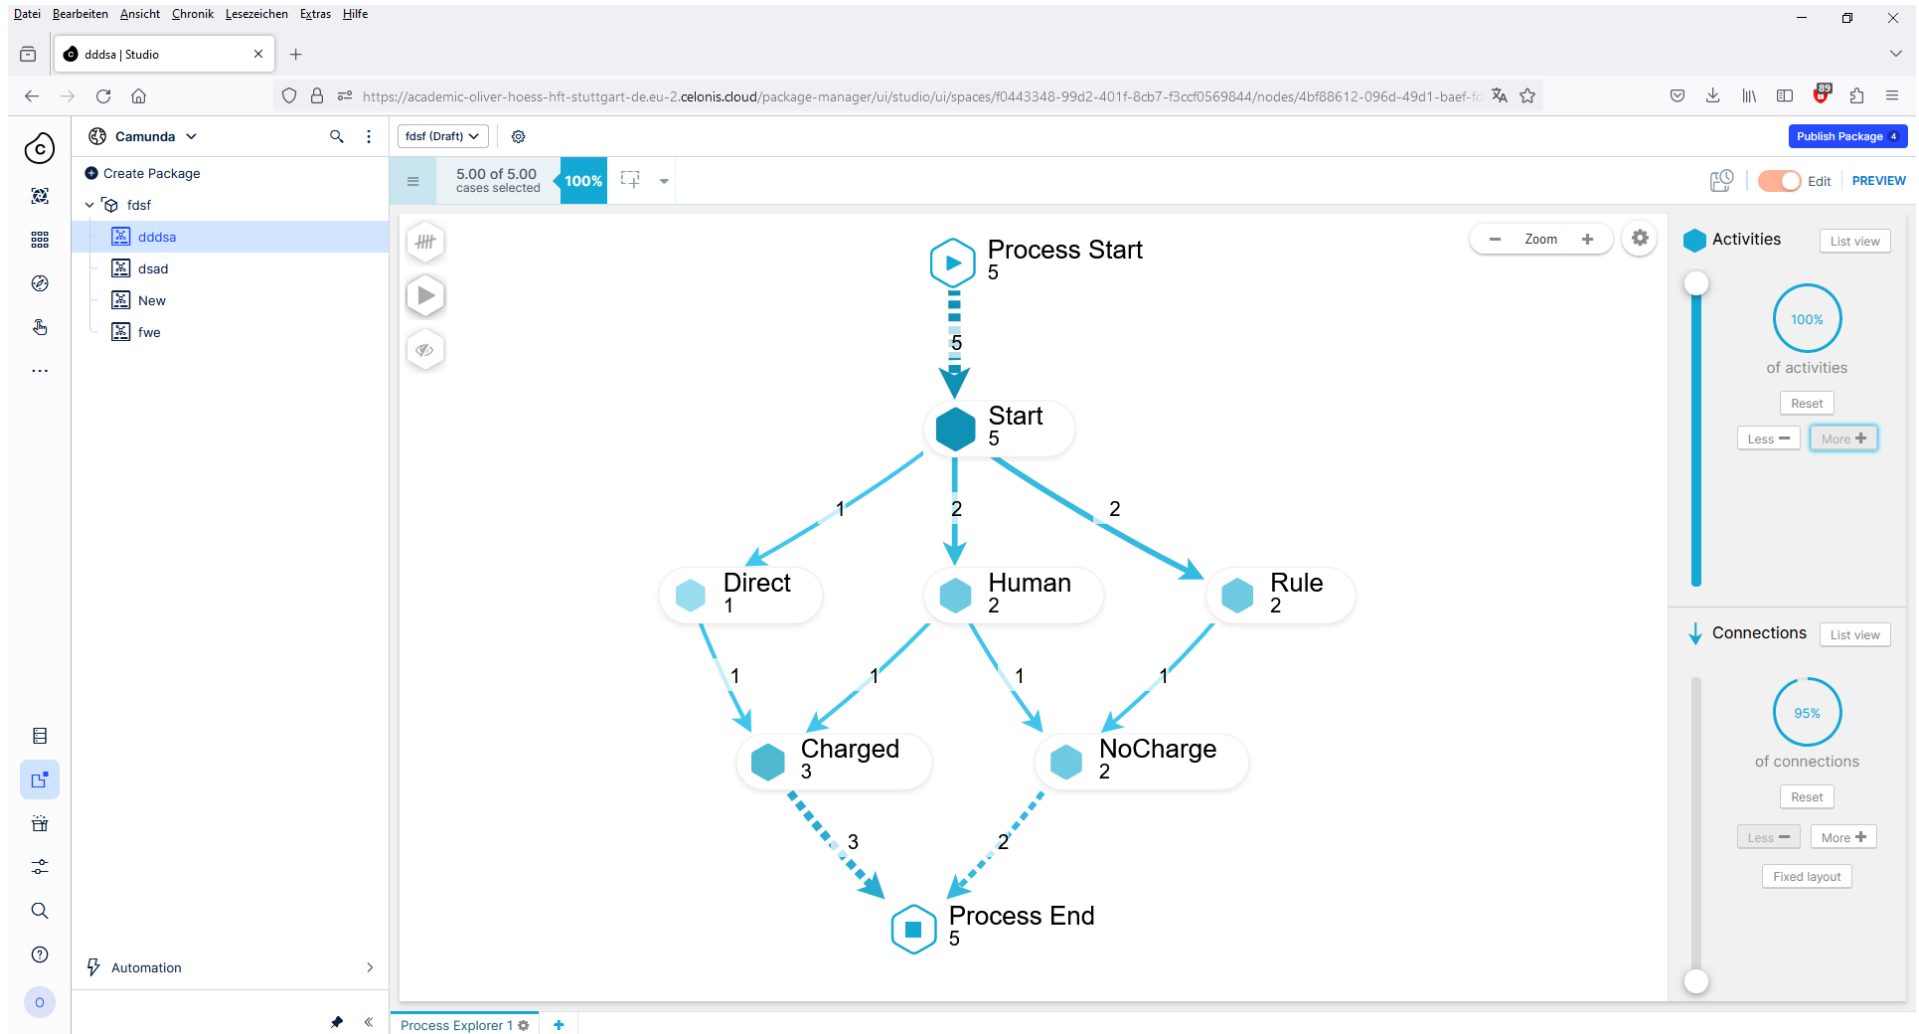 Datei Bearbeiten Ansicht Chronik Lesezeichen Extras Hilfe
dddsa | Studio
https://academic-oliver-hoess-hft-stuttgart-de.eu-2.celonis.cloud/package-manager/ui/studio/ui/spaces/f0443348-99d2-401f-8cb7-f3ccf0569844/nodes/4bf88612-096d-49d1-baef-fd
89
Camunda
fdsf (Draft)
Publish Package 4
Create Package
5.00 of 5.00
cases selected
100%
Edit
PREVIEW
fdsf
dddsa
dsad
New
fwe
Automation
Process Start
5
5
Start
5
1
2
2
Direct
1
Human
2
Rule
2
1
1
1
1
Charged
3
NoCharge
2
3
2
Process End
5
Zoom
Activities
List view
100%
of activities
Reset
Less
More
Connections
List view
95%
of connections
Reset
Less
More
Fixed layout
O
Process Explorer 1